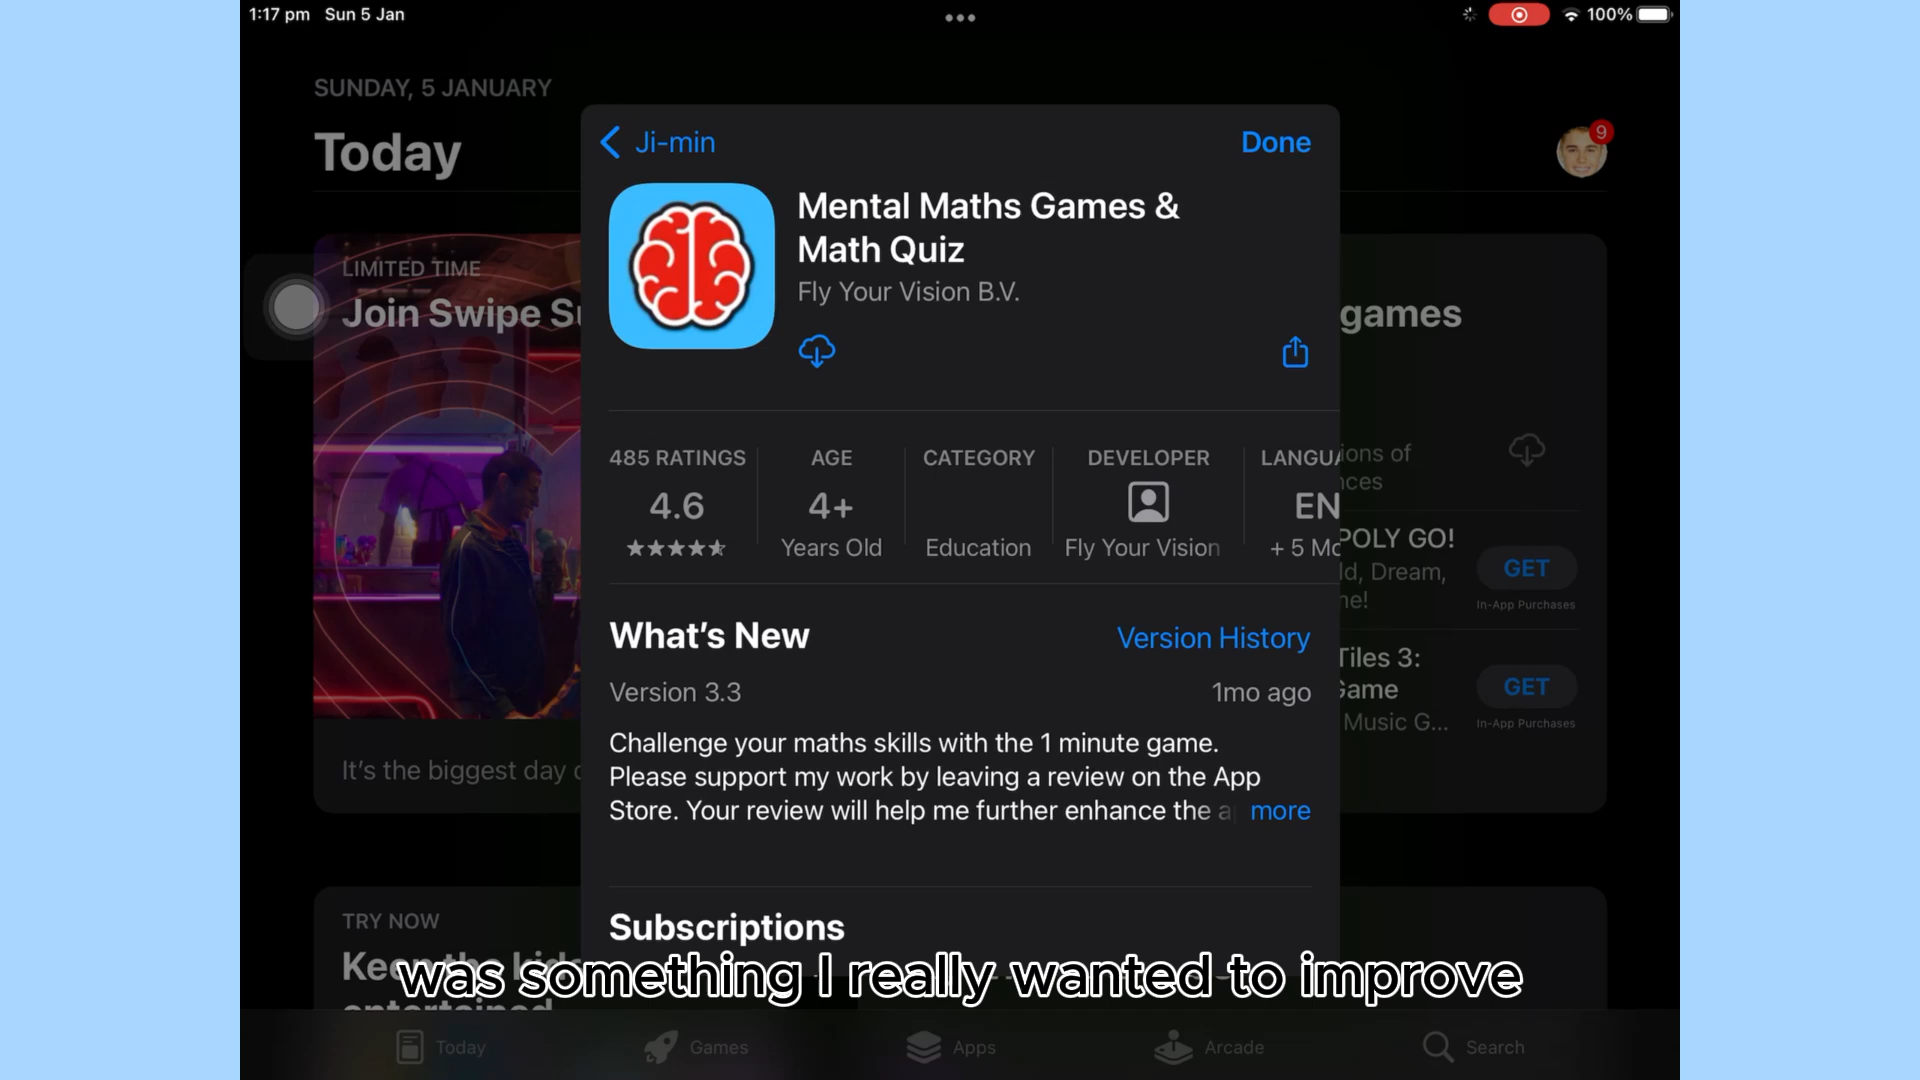 1:17 pm Sun 5 Jan
100%
SUNDAY, 5 JANUARY
Today
9
Ji-min
Done
Mental Maths Games &
Math Quiz
Fly Your Vision B.V.
LIMITED TIME
Join Swipe Su
games
485 RATINGS
4.6
AGE
4+
Years Old
CATEGORY
Education
DEVELOPER
Fly Your Vision
LANGUA
EN
+ 5 Mo
ions of
nces
POLY GO!
ld, Dream,
ne!
GET
In-App Purchases
Tiles 3:
Game
Music G...
GET
In-App Purchases
What's New
Version History
Version 3.3
1mo ago
Challenge your maths skills with the 1 minute game.
Please support my work by leaving a review on the App
Store. Your review will help me further enhance the a
more
It's the biggest day o
Subscriptions
TRY NOW
Keep the kids
entertained
was something I really wanted to improve
Today
Games
Apps
Arcade
Search